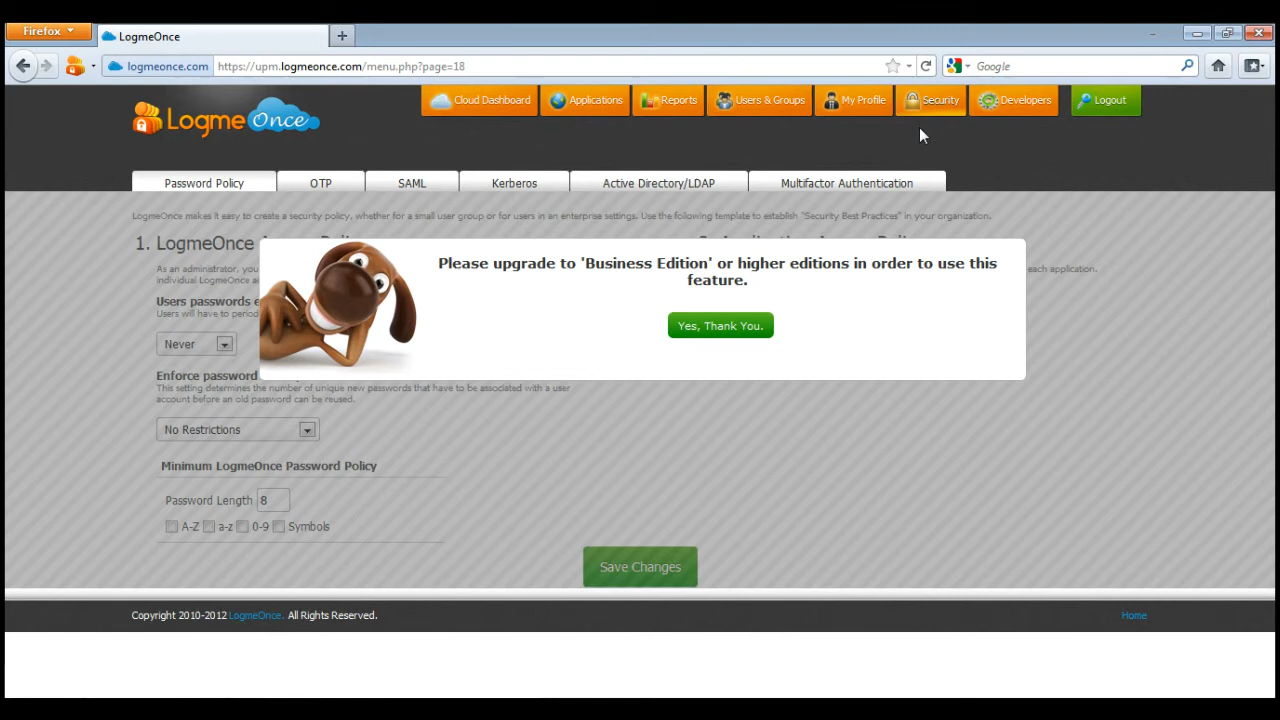 Firefox
LogmeOnce
logmeonce.com
https://upm.logmeonce.com/menu.php?page=18
Google
LogmeOnce
Cloud Dashboard
Applications
Reports
Users & Groups
My Profile
Security
Developers
Logout
Password Policy
OTP
SAML
Kerberos
Active Directory/LDAP
Multifactor Authentication
LogmeOnce makes it easy to create a security policy, whether for a small user group or for users in an enterprise settings. Use the following template to establish "Security Best Practices" in your organization.
1. LogmeOnce
As an administrator, you
each application.
individual LogmeOnce
Please upgrade to 'Business Edition' or higher editions in order to use this
feature.
Yes, Thank You.
Users passwords
Users will have to
Never
Enforce password
This setting determines the number of unique new passwords that have to be associated with a user
account before an old password can be reused.
No Restrictions
Minimum LogmeOnce Password Policy
Password Length 8
A-Z a-z 0-9 Symbols
Save Changes
Copyright 2010-2012 LogmeOnce. All Rights Reserved.
Home